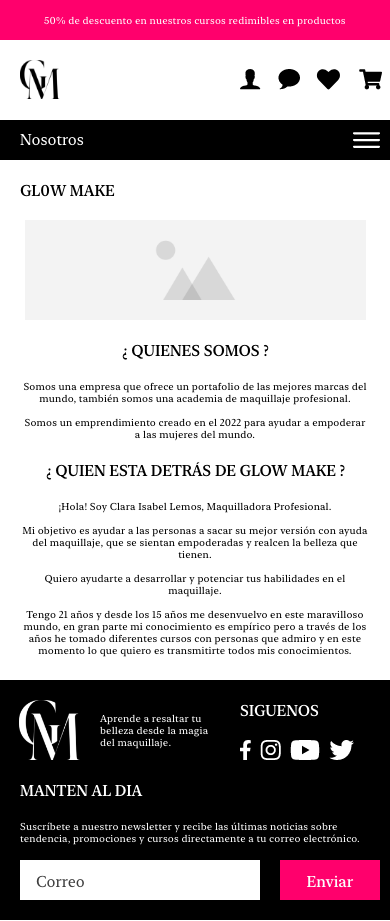 50% de descuento en nuestros cursos redimibles en productos
GM
Nosotros
GL0W MAKE
¿ QUIENES SOMOS ?
Somos una empresa que ofrece un portafolio de las mejores marcas del
mundo, también somos una academia de maquillaje profesional.
Somos un emprendimiento creado en el 2022 para ayudar a empoderar
a las mujeres del mundo.
¿ QUIEN ESTA DETRÁS DE GLOW MAKE ?
¡Hola! Soy Clara Isabel Lemos, Maquilladora Profesional.
Mi objetivo es ayudar a las personas a sacar su mejor versión con ayuda
del maquillaje, que se sientan empoderadas y realcen la belleza que
tienen.
Quiero ayudarte a desarrollar y potenciar tus habilidades en el
maquillaje.
Tengo 21 años y desde los 15 años me desenvuelvo en este maravilloso
mundo, en gran parte mi conocimiento es empírico pero a través de los
años he tomado diferentes cursos con personas que admiro y en este
momento lo que quiero es transmitirte todos mis conocimientos.
GM
Aprende a resaltar tu
belleza desde la magia
del maquillaje.
SIGUENOS
MANTEN AL DIA
Suscríbete a nuestro newsletter y recibe las últimas noticias sobre
tendencia, promociones y cursos directamente a tu correo electrónico.
Correo
Enviar